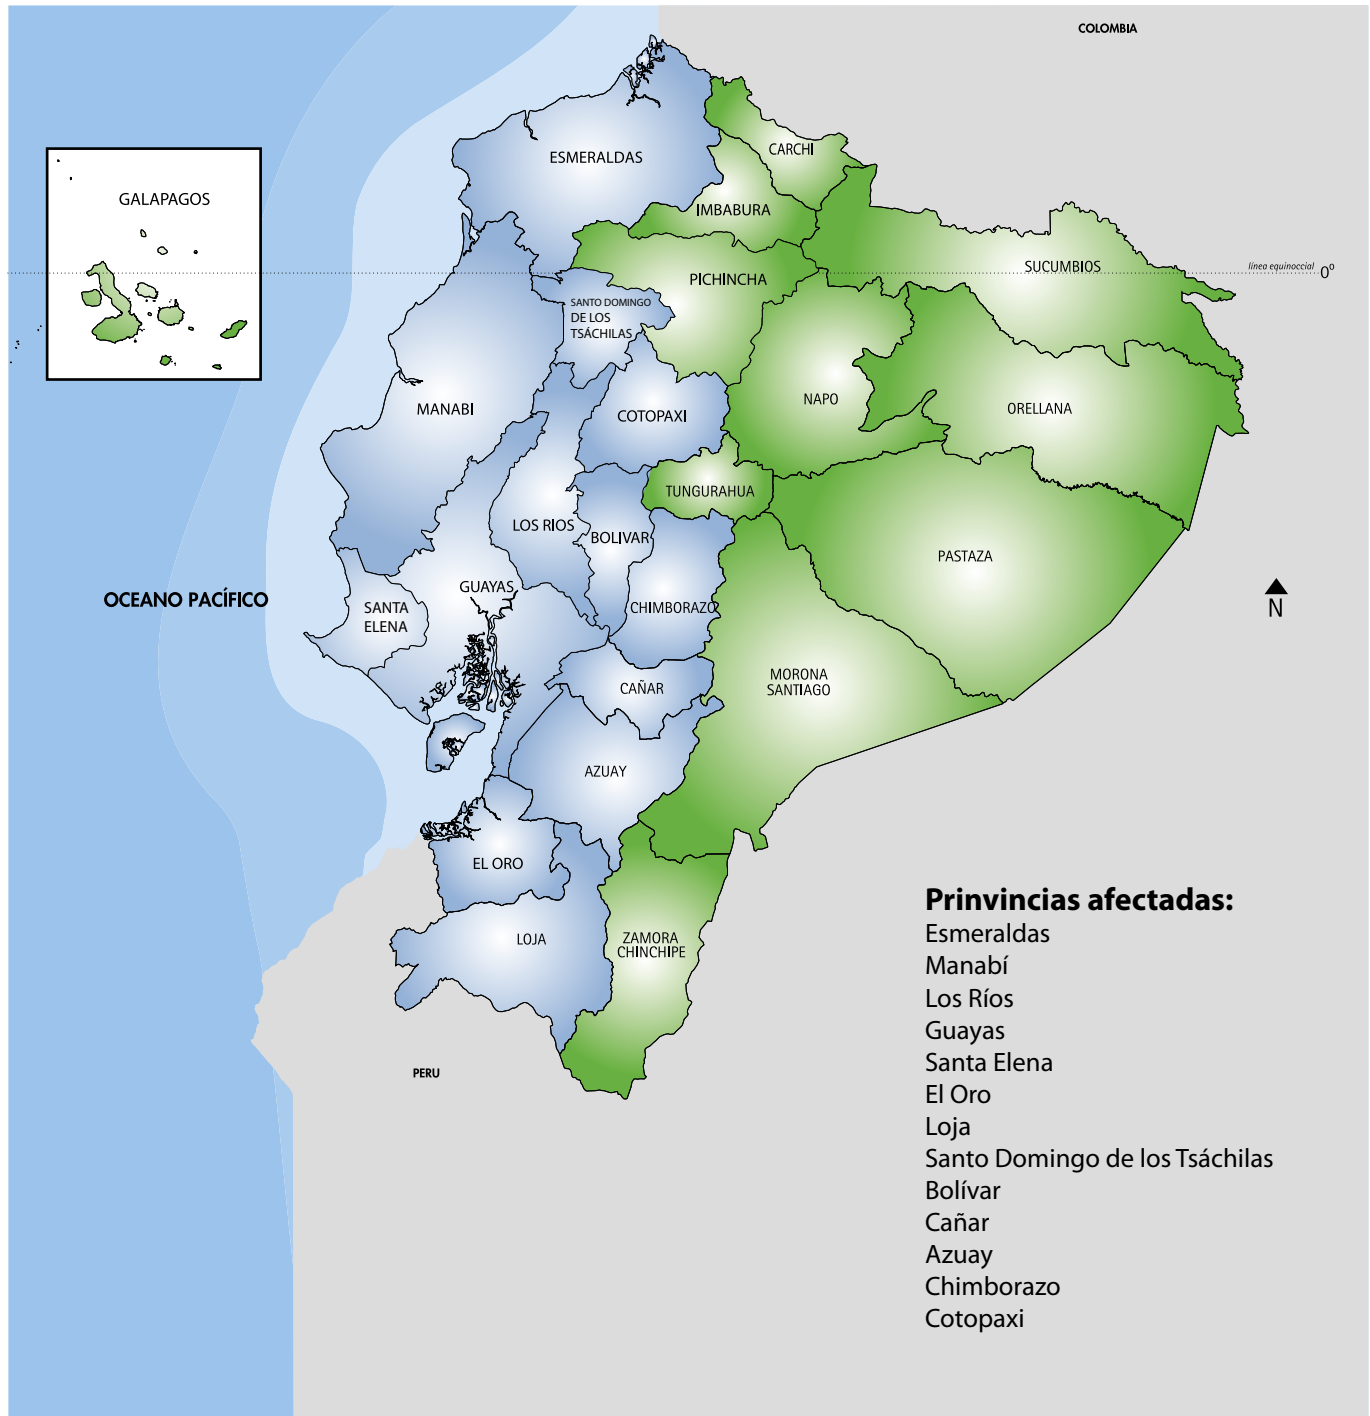 COLOMBIA
ESMERALDAS
CARCHI
GALAPAGOS
IMBABURA
SUCUMBIOS
línea equinoccial
0º
PICHINCHA
SANTO DOMINGO
DE LOS
TSÁCHILAS
NAPO
ORELLANA
MANABI
COTOPAXI
TUNGURAHUA
LOS RIOS
BOLIVAR
PASTAZA
GUAYAS
OCEANO PACÍFICO
SANTA
ELENA
CHIMBORAZO
N
CAÑAR
MORONA
SANTIAGO
AZUAY
EL ORO
LOJA
ZAMORA
CHINCHIPE
PERU
Prinvincias afectadas:
Esmeraldas
Manabí
Los Ríos
Guayas
Santa Elena
El Oro
Loja
Santo Domingo de los Tsáchilas
Bolívar
Cañar
Azuay
Chimborazo
Cotopaxi